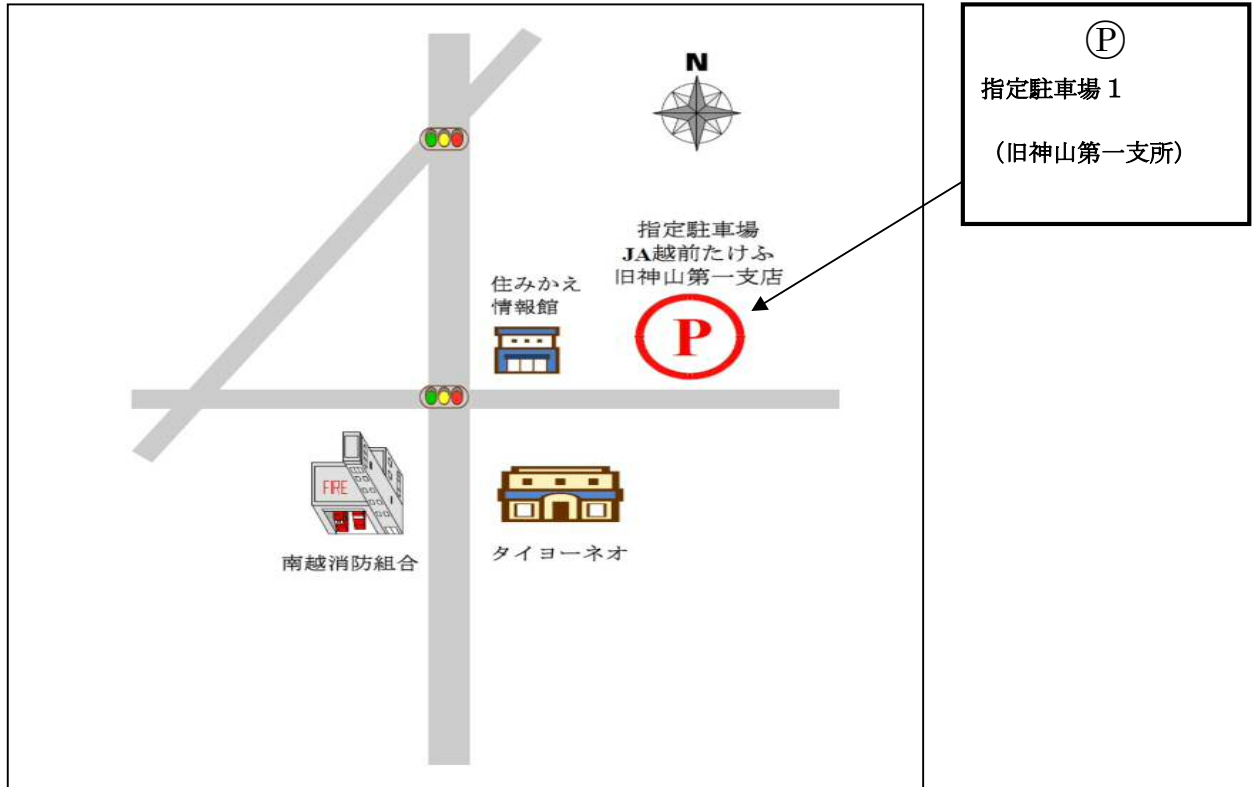 N
指定駐車場
JA越前たけふ
旧神山第一支店
P
住みかえ
情報館
FIRE
南越消防組合
タイヨーネオ
Ⓟ
指定駐車場１
（旧神山第一支所）